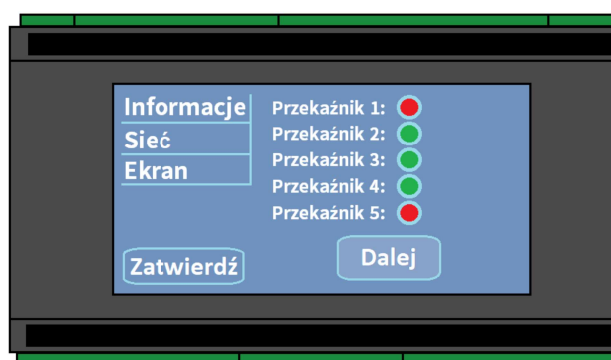 Informacje
Sieć
Ekran
Zatwierdź
Przekaźnik 1:
Przekaźnik 2:
Przekaźnik 3:
Przekaźnik 4:
Przekaźnik 5:
Dalej